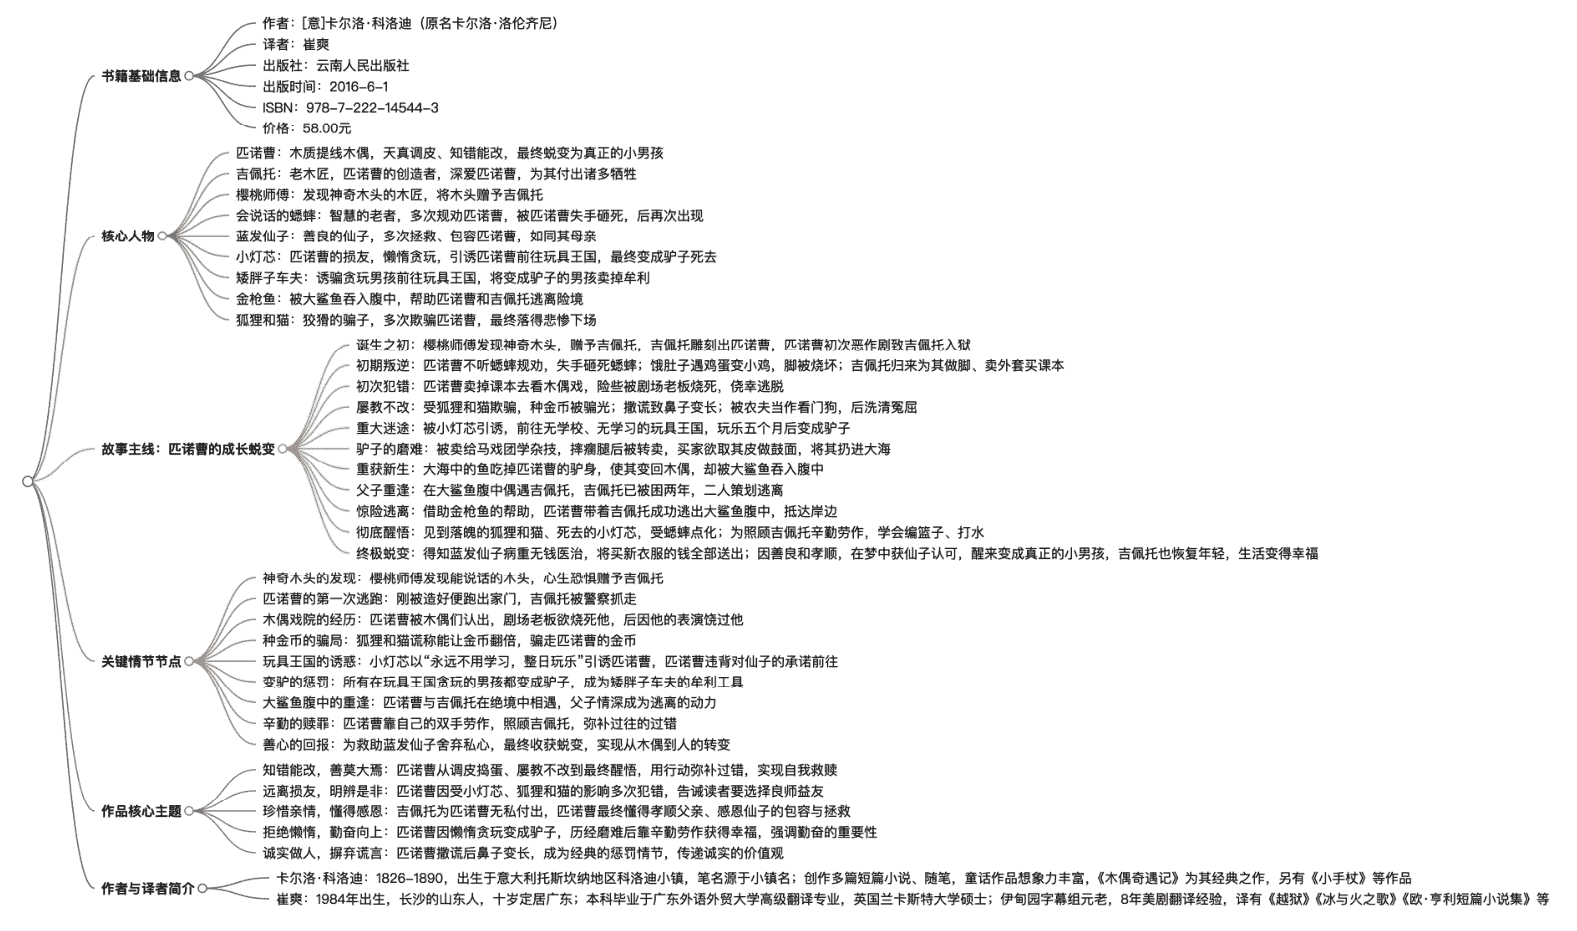 书籍基础信息
作者：[意]卡尔洛·科洛迪（原名卡尔洛·洛伦齐尼）
译者：崔爽
出版社：云南人民出版社
出版时间：2016-6-1
ISBN：978-7-222-14544-3
价格：58.00元
核心人物
匹诺曹：木质提线木偶，天真调皮、知错能改，最终蜕变为真正的小男孩
吉佩托：老木匠，匹诺曹的创造者，深爱匹诺曹，为其付出诸多牺牲
樱桃师傅：发现神奇木头的木匠，将木头赠予吉佩托
会说话的蟋蟀：智慧的老者，多次规劝匹诺曹，被匹诺曹失手砸死，后再次出现
蓝发仙子：善良的仙子，多次拯救、包容匹诺曹，如同其母亲
小灯芯：匹诺曹的损友，懒惰贪玩，引诱匹诺曹前往玩具王国，最终变成驴子死去
矮胖子车夫：诱骗贪玩男孩前往玩具王国，将变成驴子的男孩卖掉牟利
金枪鱼：被大鲨鱼吞入腹中，帮助匹诺曹和吉佩托逃离险境
狐狸和猫：狡猾的骗子，多次欺骗匹诺曹，最终落得悲惨下场
故事主线：匹诺曹的成长蜕变
诞生之初：樱桃师傅发现神奇木头，赠予吉佩托，吉佩托雕刻出匹诺曹，匹诺曹初次恶作剧致吉佩托入狱
初期叛逆：匹诺曹不听蟋蟀规劝，失手砸死蟋蟀；饿肚子遇鸡蛋变小鸡，脚被烧坏；吉佩托归来为其做脚、卖外套买课本
初次犯错：匹诺曹卖掉课本去看木偶戏，险些被剧场老板烧死，侥幸逃脱
屡教不改：受狐狸和猫欺骗，种金币被骗光；撒谎致鼻子变长；被农夫当作看门狗，后洗清冤屈
重大迷途：被小灯芯引诱，前往无学校、无学习的玩具王国，玩乐五个月后变成驴子
驴子的磨难：被卖给马戏团学杂技，摔瘸腿后被转卖，买家欲取其皮做鼓面，将其扔进大海
重获新生：大海中的鱼吃掉匹诺曹的驴身，使其变回木偶，却被大鲨鱼吞入腹中
父子重逢：在大鲨鱼腹中偶遇吉佩托，吉佩托已被困两年，二人策划逃离
惊险逃离：借助金枪鱼的帮助，匹诺曹带着吉佩托成功逃出大鲨鱼腹中，抵达岸边
彻底醒悟：见到落魄的狐狸和猫、死去的小灯芯，受蟋蟀点化；为照顾吉佩托辛勤劳作，学会编篮子、打水
终极蜕变：得知蓝发仙子病重无钱医治，将买新衣服的钱全部送出；因善良和孝顺，在梦中获仙子认可，醒来变成真正的小男孩，吉佩托也恢复年轻，生活变得幸福
关键情节节点
神奇木头的发现：樱桃师傅发现能说话的木头，心生恐惧赠予吉佩托
匹诺曹的第一次逃跑：刚被造好便跑出家门，吉佩托被警察抓走
木偶戏院的经历：匹诺曹被木偶们认出，剧场老板欲烧死他，后因他的表演饶过他
种金币的骗局：狐狸和猫谎称能让金币翻倍，骗走匹诺曹的金币
玩具王国的诱惑：小灯芯以“永远不用学习，整日玩乐”引诱匹诺曹，匹诺曹违背对仙子的承诺前往
变驴的惩罚：所有在玩具王国贪玩的男孩都变成驴子，成为矮胖子车夫的牟利工具
大鲨鱼腹中的重逢：匹诺曹与吉佩托在绝境中相遇，父子情深成为逃离的动力
辛勤的赎罪：匹诺曹靠自己的双手劳作，照顾吉佩托，弥补过往的过错
善心的回报：为救助蓝发仙子舍弃私心，最终收获蜕变，实现从木偶到人的转变
作品核心主题
知错能改，善莫大焉：匹诺曹从调皮捣蛋、屡教不改到最终醒悟，用行动弥补过错，实现自我救赎
远离损友，明辨是非：匹诺曹因受小灯芯、狐狸和猫的影响多次犯错，告诫读者要选择良师益友
珍惜亲情，懂得感恩：吉佩托为匹诺曹无私付出，匹诺曹最终懂得孝顺父亲、感恩仙子的包容与拯救
拒绝懒惰，勤奋向上：匹诺曹因懒惰贪玩变成驴子，历经磨难后靠辛勤劳作获得幸福，强调勤奋的重要性
诚实做人，摒弃谎言：匹诺曹撒谎后鼻子变长，成为经典的惩罚情节，传递诚实的价值观
作者与译者简介
卡尔洛·科洛迪：1826-1890，出生于意大利托斯坎纳地区科洛迪小镇，笔名源于小镇名；创作多篇短篇小说、随笔，童话作品想象力丰富，《木偶奇遇记》为其经典之作，另有《小手杖》等作品
崔爽：1984年出生，长沙的山东人，十岁定居广东；本科毕业于广东外语外贸大学高级翻译专业，英国兰卡斯特大学硕士；伊甸园字幕组元老，8年美剧翻译经验，译有《越狱》《冰与火之歌》《欧·亨利短篇小说集》等